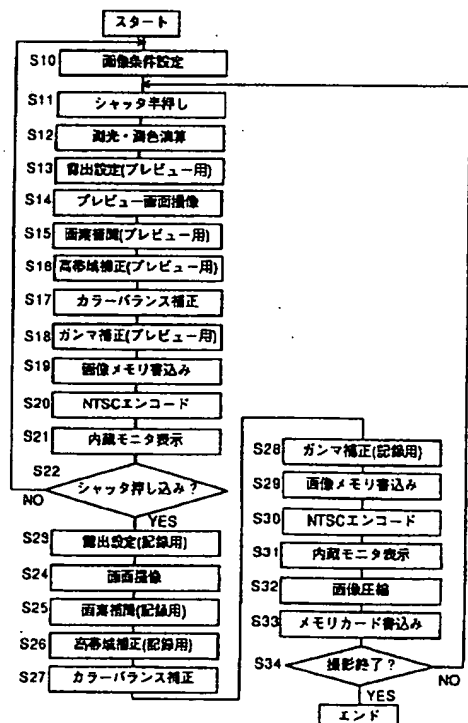 スタート
S10 画像条件設定
S11 シャッタ半押し
S12 測光・測色演算
S13 露出設定(プレビュー用)
S14 プレビュー画面撮像
S15 画素補間(プレビュー用)
S16 高帯域補正(プレビュー用)
S17 カラーバランス補正
S18 ガンマ補正(プレビュー用)
S19 画像メモリ書込み
S20 NTSCエンコード
S21 内蔵モニタ表示
S22 シャッタ押し込み?
NO
YES
S23 露出設定(記録用)
S24 画面撮像
S25 画素補間(記録用)
S26 高帯域補正(記録用)
S27 カラーバランス補正
S28 ガンマ補正(記録用)
S29 画像メモリ書込み
S30 NTSCエンコード
S31 内蔵モニタ表示
S32 画像圧縮
S33 メモリカード書込み
S34 撮影終了?
NO
YES
エンド